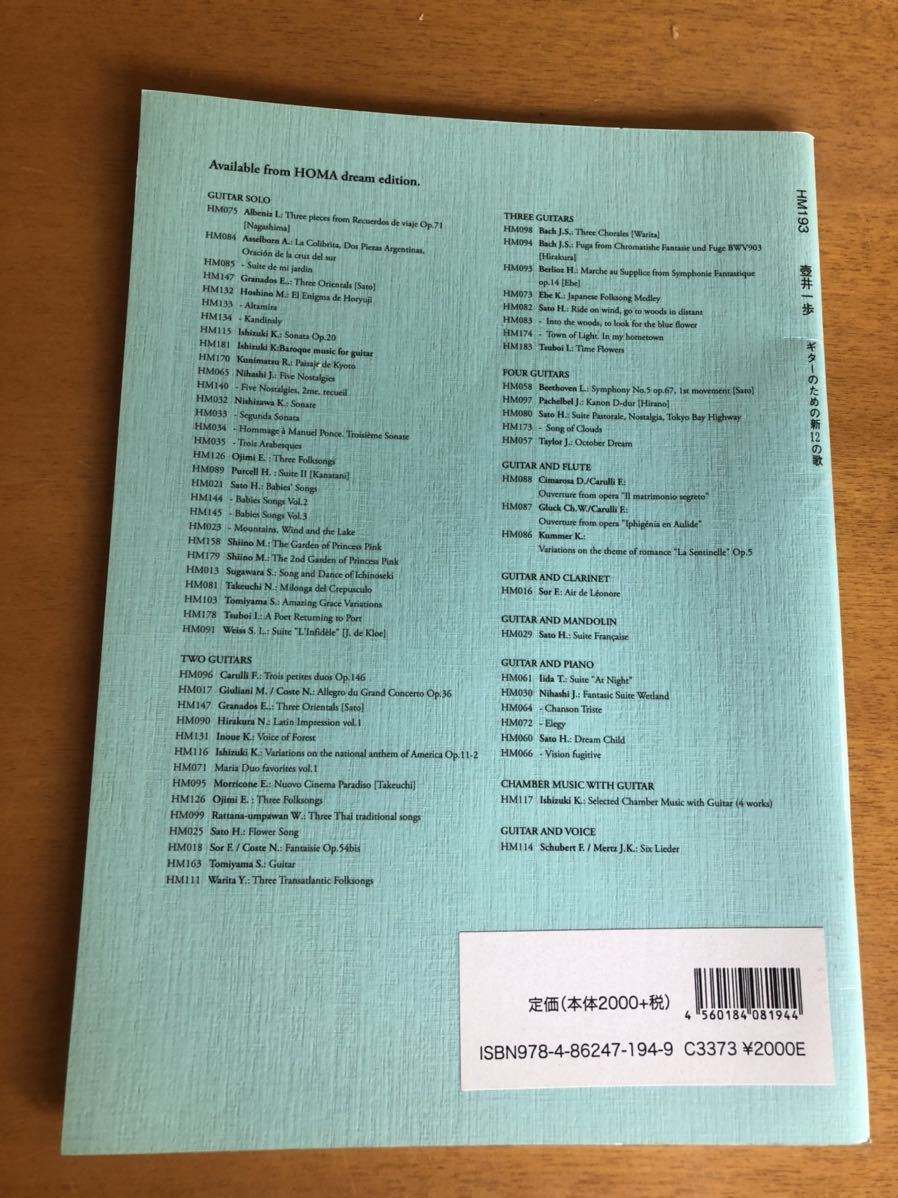 Available from HOMA dream edition.
GUITAR SOLO
HM075 Albeniz I.: Three pieces from Recuerdos de viaje Op.71
[Nagashima]
HM084 Asselborn A.: La Colibrita, Dos Piezas Argentinas,
Oración de la cruz del sur
HM085 - Suite de mi jardin
HM147 Granados E..: Three Orientals [Sato]
HM132 Hoshino M.: El Enigma de Horyuji
HM133 - Altamira
HM134 - Kandinsly
HM115 Ishizuki K.: Sonata Op.20
HM181 Ishizuki K:Baroque music for guitar
HM170 Kunimatsu R.: Paisaje de Kyoto
HM065 Nihashi J.: Five Nostalgies
HM140 - Five Nostalgies, 2me, recueil
HM032 Nishizawa K.: Sonate
HM033 - Segunda Sonata
HM034 - Hommage à Manuel Ponce. Troisième Sonate
HM035 - Trois Arabesques
HM126 Ojimi E. : Three Folksongs
HM089 Purcell H. : Suite II [Kanatani]
HM021 Sato H.: Babies' Songs
HM144 - Babies Songs Vol.2
HM145 - Babies Songs Vol.3
HM023 - Mountains, Wind and the Lake
HM158 Shiino M.: The Garden of Princess Pink
HM179 Shiino M.: The 2nd Garden of Princess Pink
HM013 Sugawara S.: Song and Dance of Ichinoseki
HM081 Takeuchi N.: Milonga del Crepusculo
HM103 Tomiyama S.: Amazing Grace Variations
HM178 Tsuboi I.: A Poet Returning to Port
HM091 Weiss S. L.: Suite "L'Infidèle" [J. de Kloe]
TWO GUITARS
HM096 Carulli F.: Trois petites duos Op.146
HM017 Giuliani M. / Coste N.: Allegro du Grand Concerto Op.36
HM147 Granados E..: Three Orientals [Sato]
HM090 Hirakura N.: Latin Impression vol.1
HM131 Inoue K.: Voice of Forest
HM116 Ishizuki K.: Variations on the national anthem of America Op.11-2
HM071 Maria Duo favorites vol.1
HM095 Morricone E.: Nuovo Cinema Paradiso [Takeuchi]
HM126 Ojimi E. : Three Folksongs
HM099 Rattana-umpawan W.: Three Thai traditional songs
HM025 Sato H.: Flower Song
HM018 Sor F. / Coste N.: Fantaisie Op.54bis
HM163 Tomiyama S.: Guitar
HM111 Warita Y.: Three Transatlantic Folksongs
THREE GUITARS
HM098 Bach J.S.: Three Chorales [Warita]
HM094 Bach J.S.: Fuga from Chromatishe Fantasie und Fuge BWV903
[Hirakura]
HM093 Berlioz H.: Marche au Supplice from Symphonie Fantastique
op.14 [Ebe]
HM073 Ebe K.: Japanese Folksong Medley
HM082 Sato H.: Ride on wind, go to woods in distant
HM083 - Into the woods, to look for the blue flower
HM174 - Town of Light. In my hometown
HM183 Tsuboi I.: Time Flowers
FOUR GUITARS
HM058 Beethoven L.: Symphony No.5 op.67, 1st movement [Sato]
HM097 Pachelbel J.: Kanon D-dur [Hirano]
HM080 Sato H.: Suite Pastorale, Nostalgia, Tokyo Bay Highway
HM173 - Song of Clouds
HM057 Taylor J.: October Dream
GUITAR AND FLUTE
HM088 Cimarosa D./Carulli F.:
Ouverture from opera "Il matrimonio segreto"
HM087 Gluck Ch.W./Carulli F.:
Ouverture from opera "Iphigénia en Aulide"
HM086 Kummer K.:
Variations on the theme of romance "La Sentinelle" Op.5
GUITAR AND CLARINET
HM016 Sor F.: Air de Léonore
GUITAR AND MANDOLIN
HM029 Sato H.: Suite Française
GUITAR AND PIANO
HM061 Iida T.: Suite "At Night"
HM030 Nihashi J.: Fantasic Suite Wetland
HM064 - Chanson Triste
HM072 - Elegy
HM060 Sato H.: Dream Child
HM066 - Vision fugitive
CHAMBER MUSIC WITH GUITAR
HM117 Ishizuki K.: Selected Chamber Music with Guitar (4 works)
GUITAR AND VOICE
HM114 Schubert F. / Mertz J.K.: Six Lieder
定価(本体2000+税)
4 560184 081944
ISBN978-4-86247-194-9 C3373 ¥2000E
HM193 壺井一歩 ギターのための新12の歌